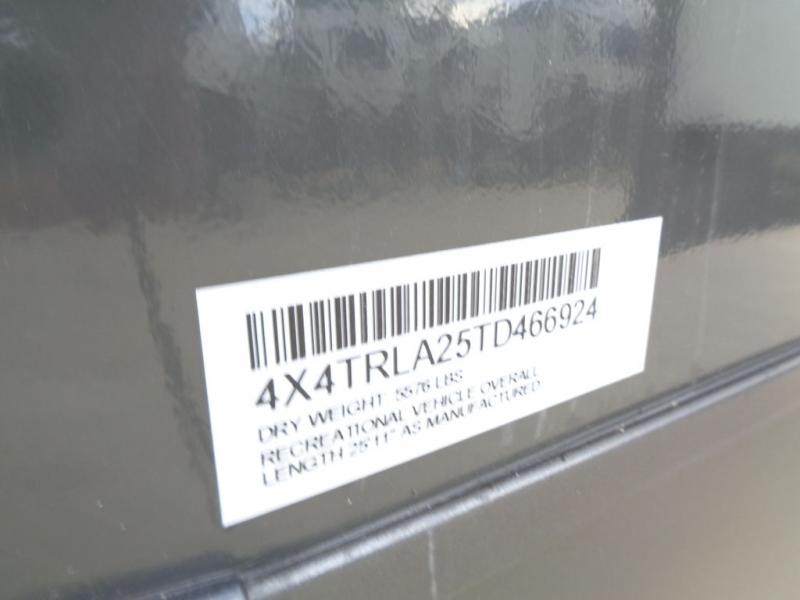 4X4TRLA25TD466924
DRY WEIGHT: 5576 LBS
RECREATIONAL VEHICLE OVERALL
LENGTH 25'11" AS MANUFACTURED